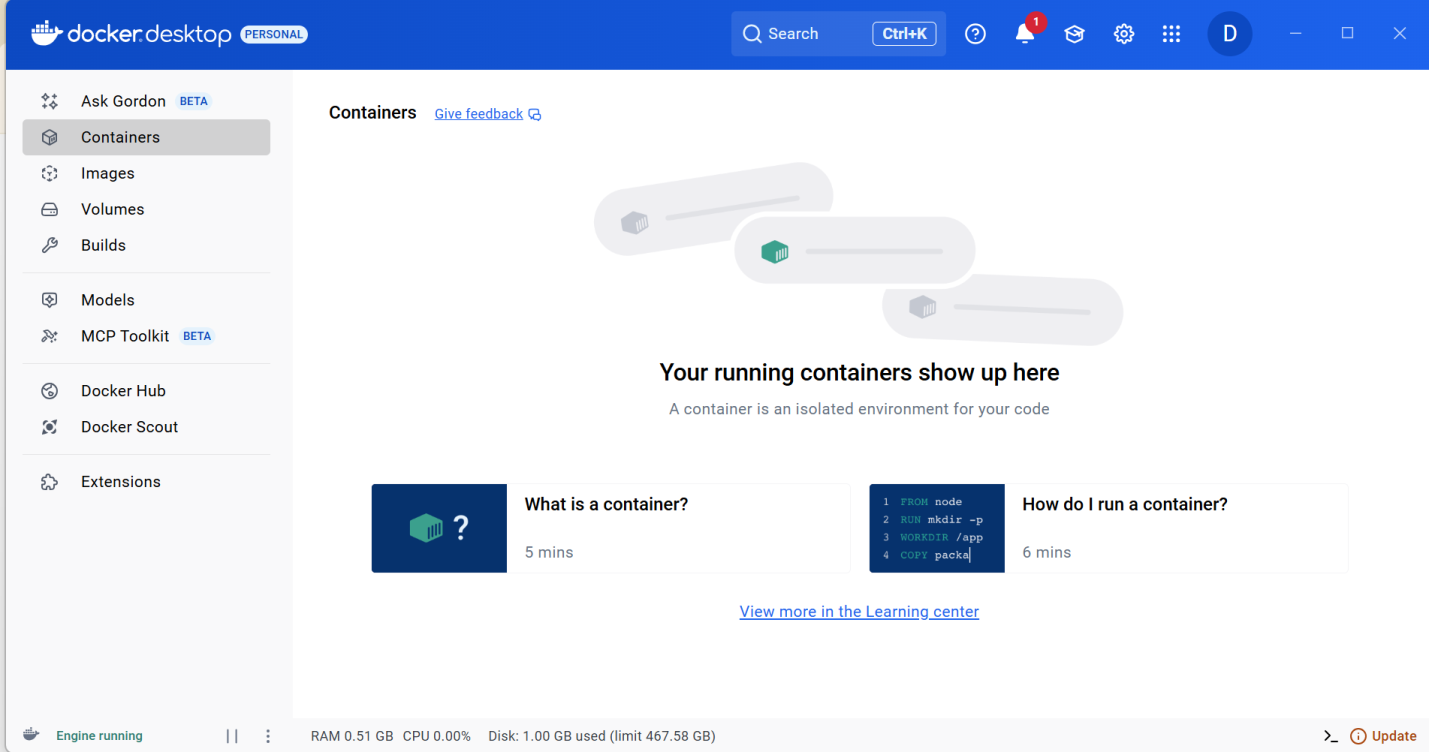 docker.desktop PERSONAL
Search Ctrl+K
1
D
Ask Gordon BETA
Containers
Images
Volumes
Builds
Models
MCP Toolkit BETA
Docker Hub
Docker Scout
Extensions
Containers Give feedback
Your running containers show up here
A container is an isolated environment for your code
?
What is a container?
5 mins
1 FROM node
2 RUN mkdir -p
3 WORKDIR /app
4 COPY packa
How do I run a container?
6 mins
View more in the Learning center
Engine running
RAM 0.51 GB CPU 0.00% Disk: 1.00 GB used (limit 467.58 GB)
Update